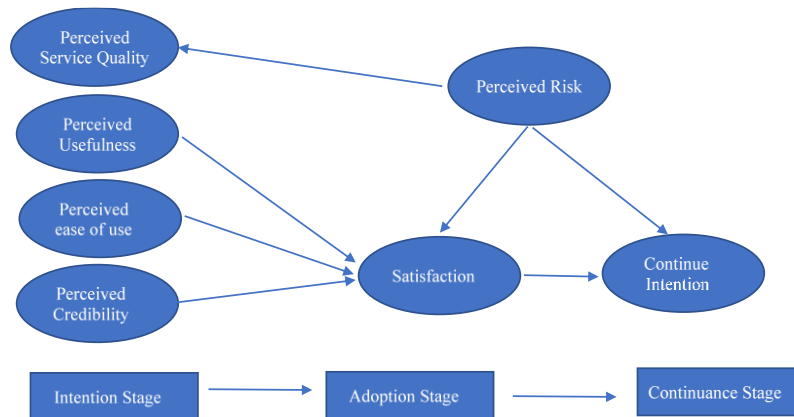 Perceived
Service Quality
Perceived Risk
Perceived
Usefulness
Perceived
ease of use
Perceived
Credibility
Satisfaction
Continue
Intention
Intention Stage
Adoption Stage
Continuance Stage